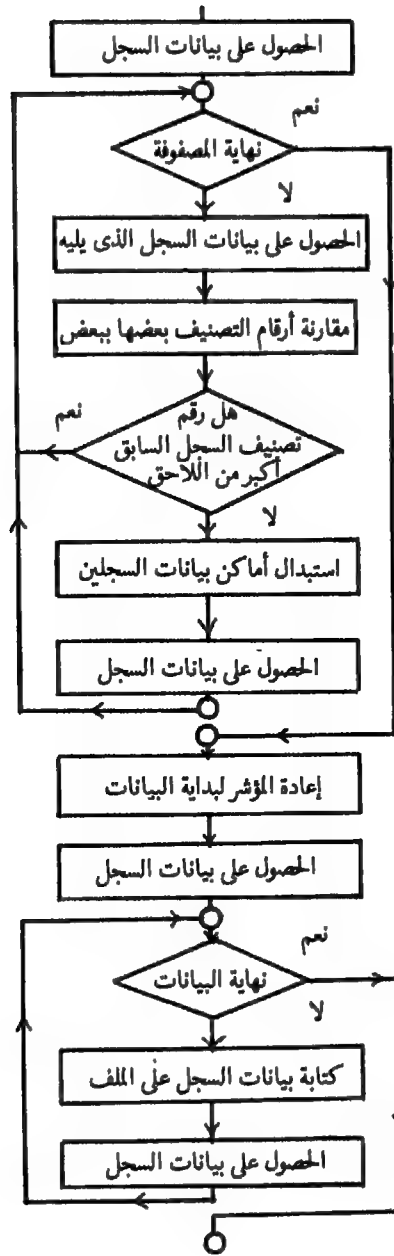 الحصول على بيانات السجل
نعم
نهاية المصفوفة
لا
الحصول على بيانات السجل الذى يليه
مقارنة أرقام التصنيف بعضها ببعض
نعم
هل رقم
تصنيف السجل السابق
أكبر من اللاحق
لا
استبدال أماكن بيانات السجلين
الحصول على بيانات السجل
إعادة المؤشر لبداية البيانات
الحصول على بيانات السجل
نعم
نهاية البيانات
لا
كتابة بيانات السجل على الملف
الحصول على بيانات السجل